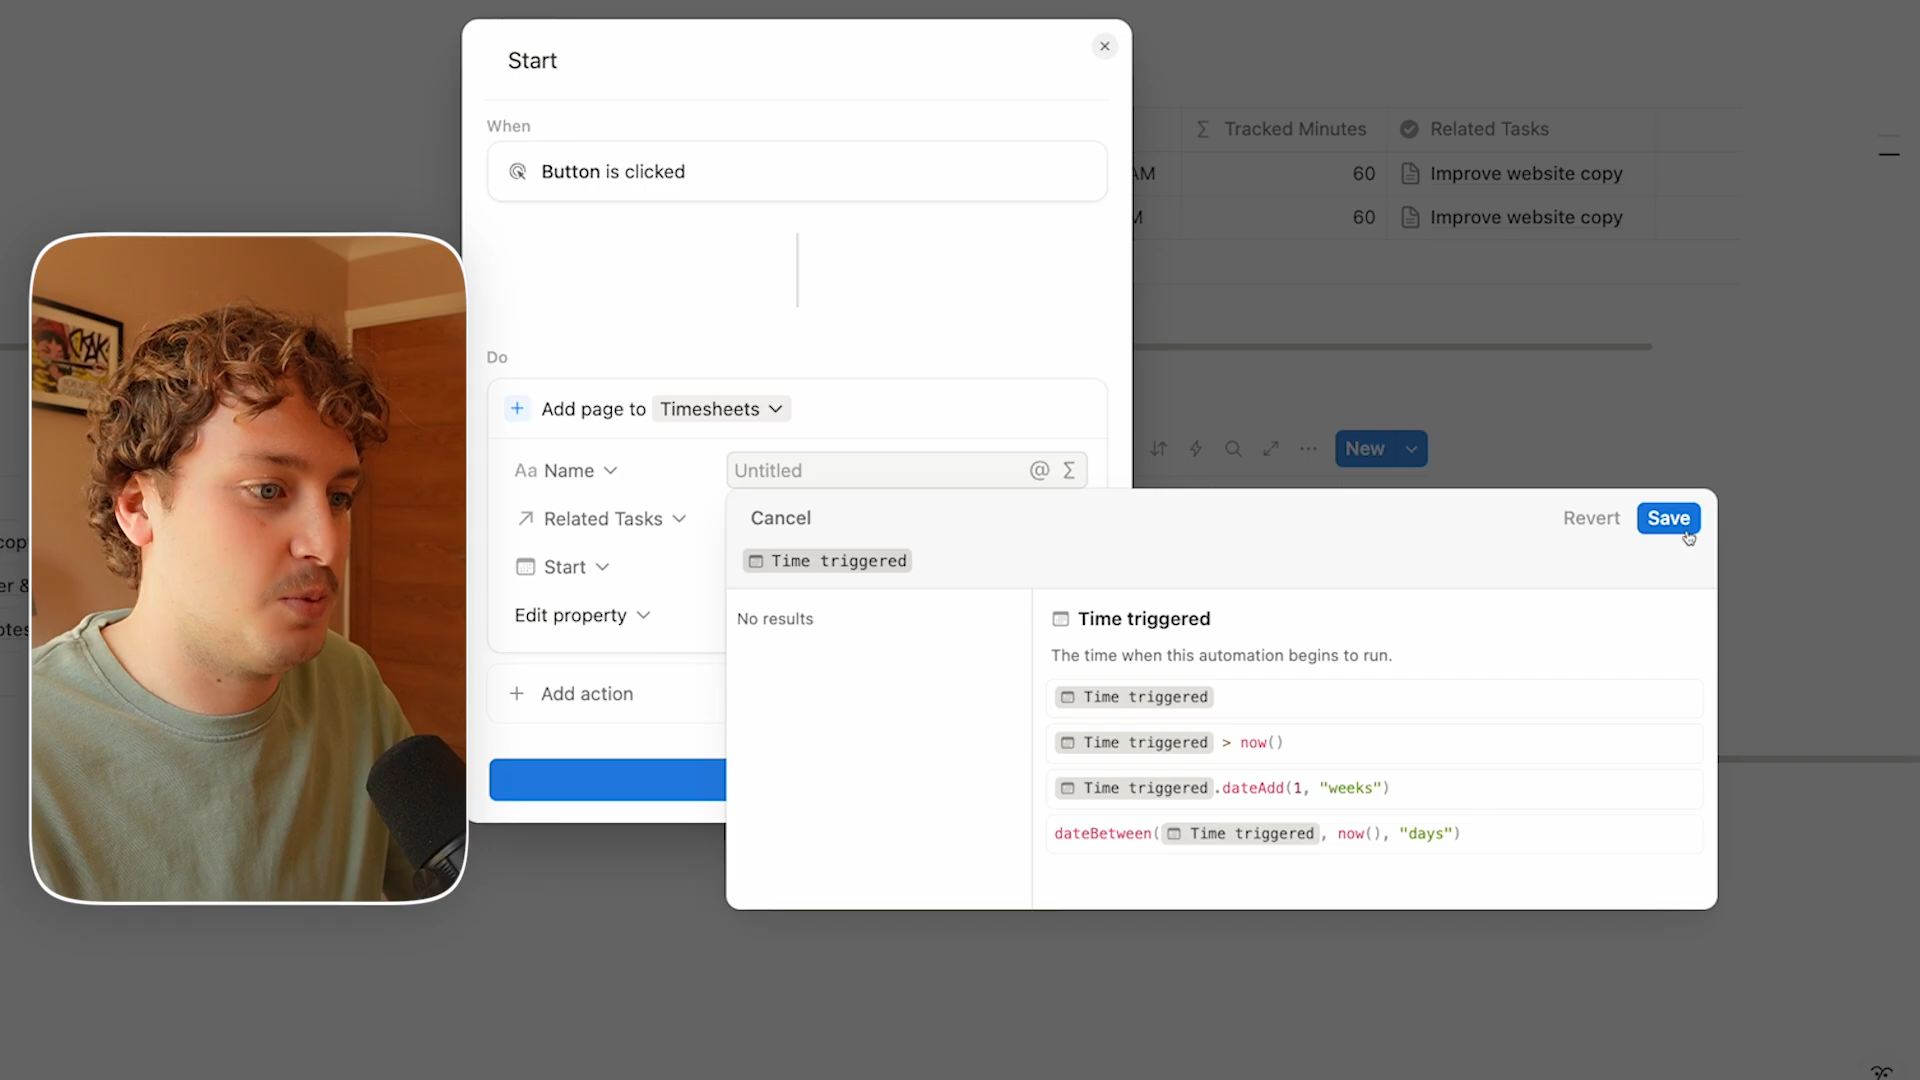 Start
When
Button is clicked
Do
Add page to Timesheets
Aa Name
Untitled
Related Tasks
Start
Edit property
Add action
Cancel
Revert
Save
Time triggered
No results
Time triggered
The time when this automation begins to run.
Time triggered
Time triggered > now()
Time triggered.dateAdd(1, "weeks")
dateBetween(Time triggered, now(), "days")
Tracked Minutes
Related Tasks
AM
60
Improve website copy
60
Improve website copy
New